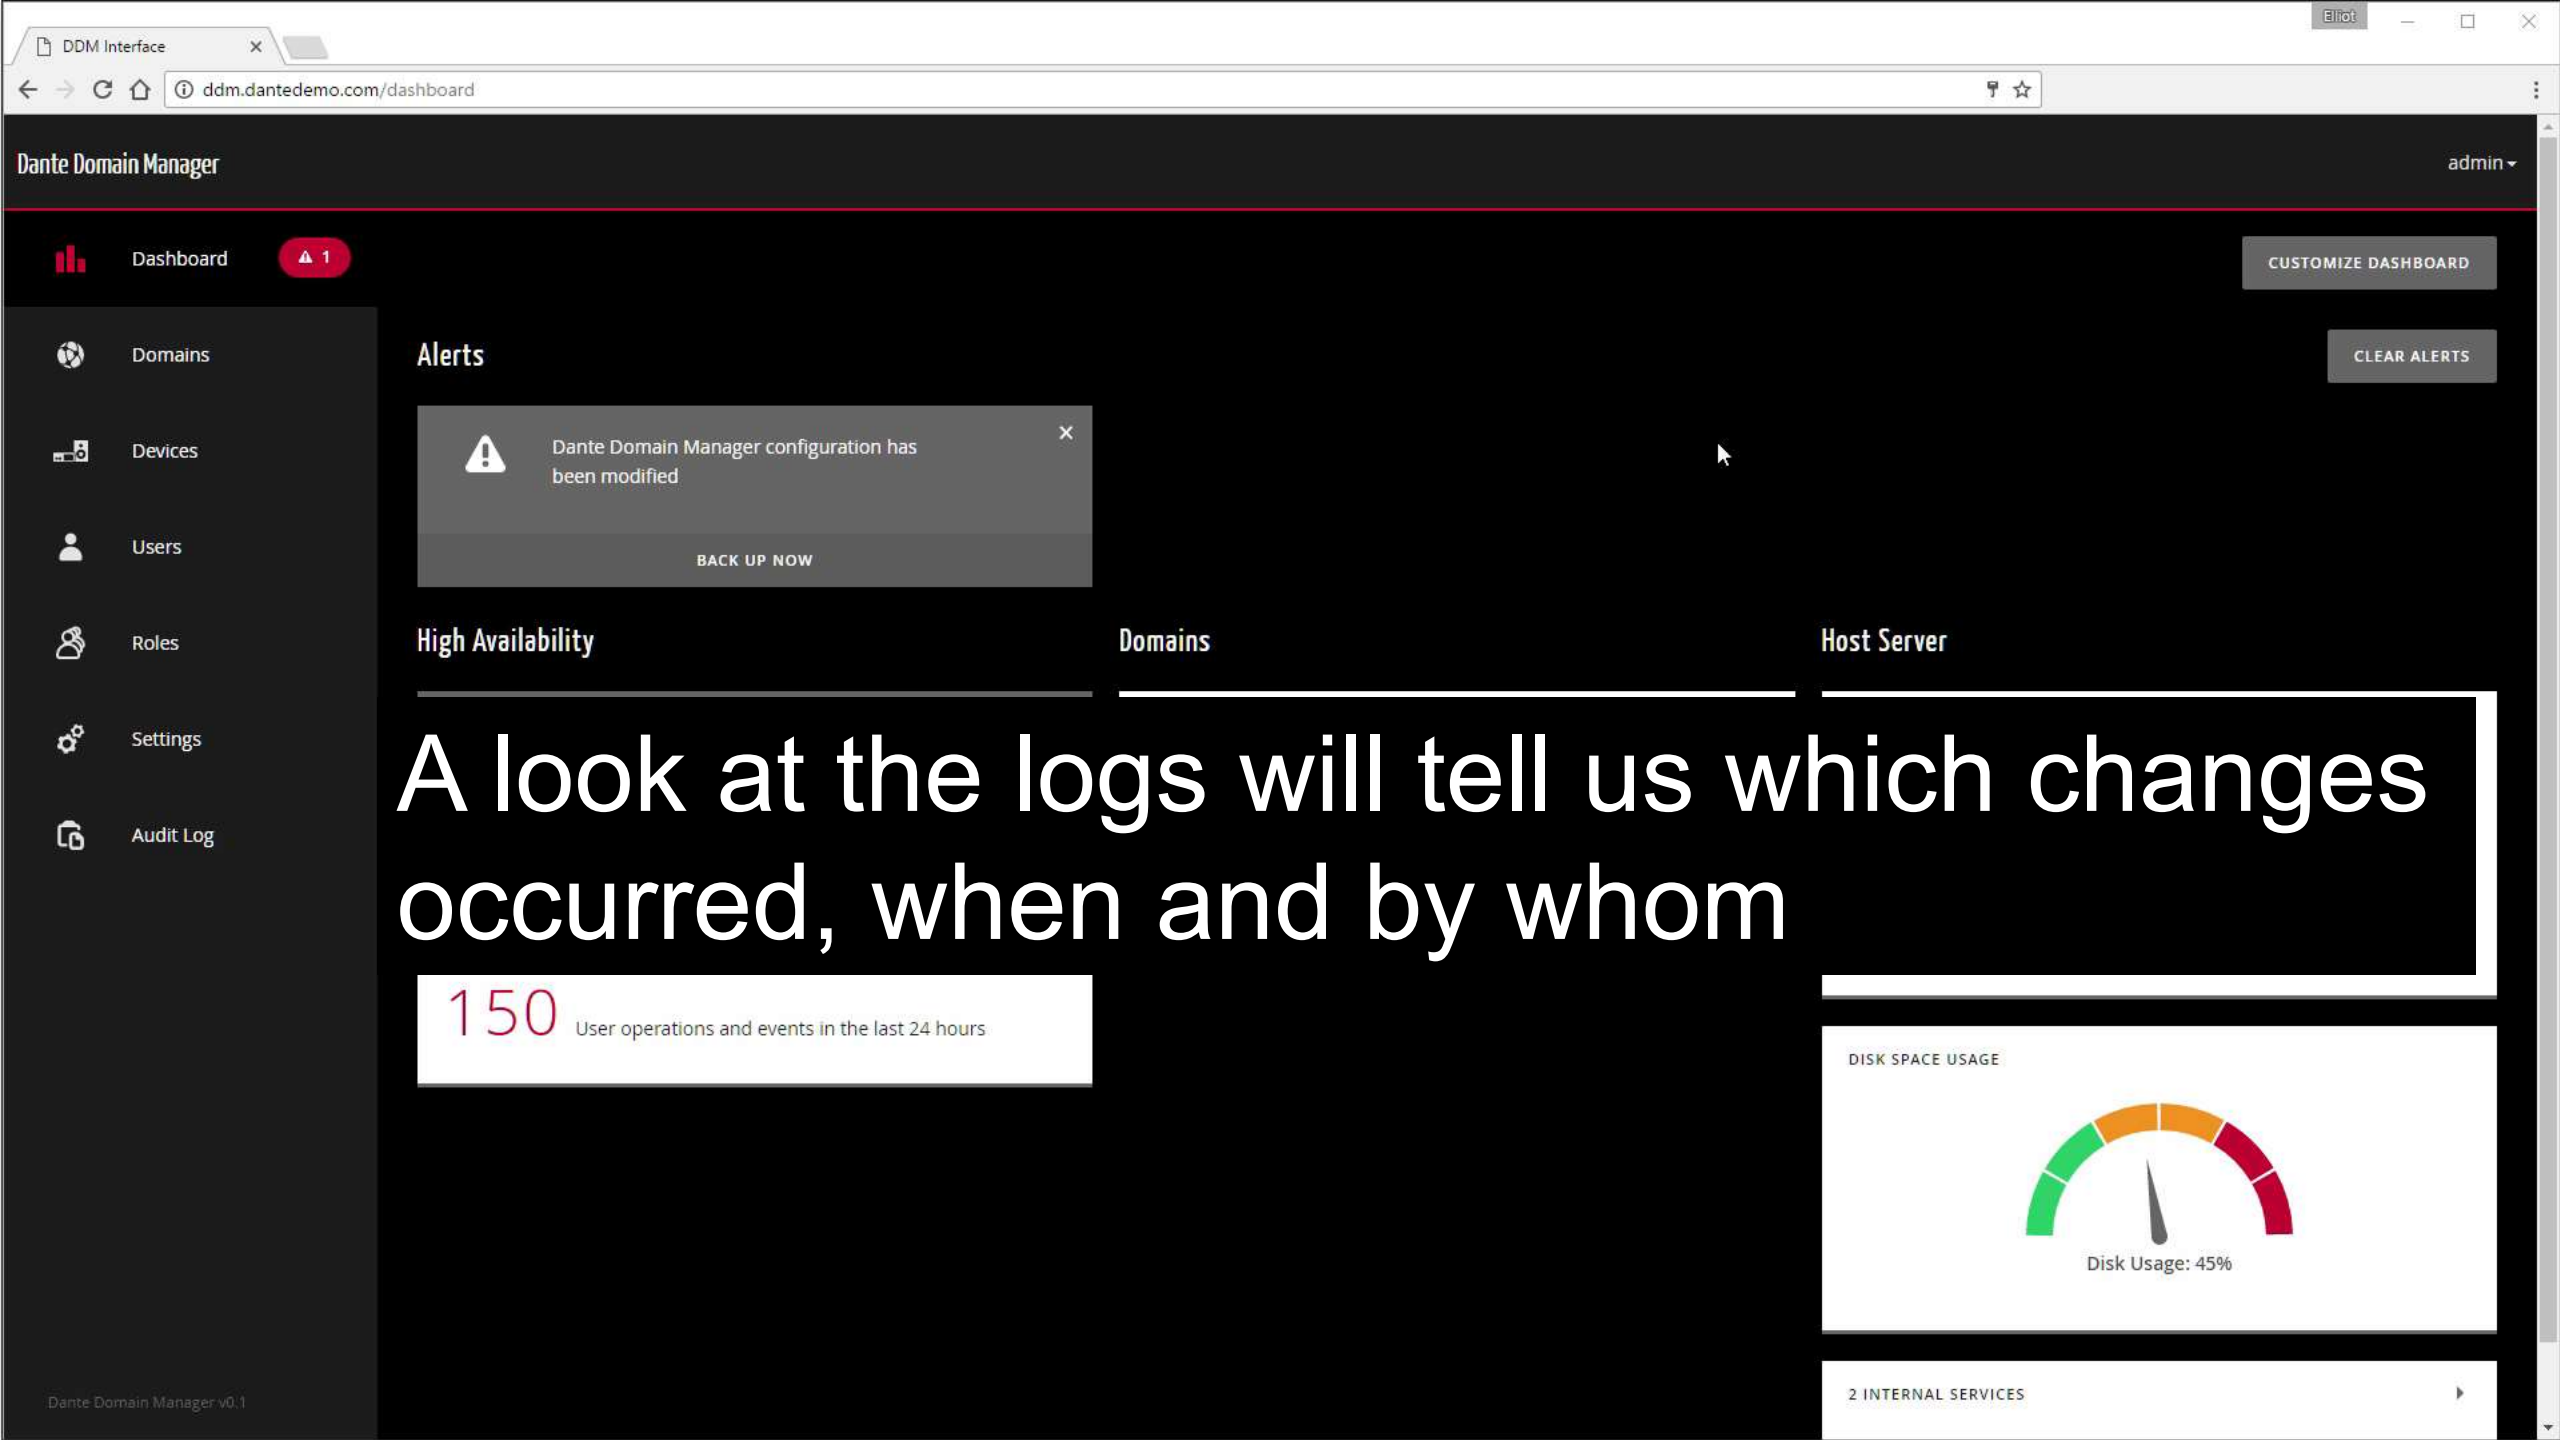 Elliot
DDM Interface
ddm.dantedemo.com/dashboard
Dante Domain Manager
admin
Dashboard
1
CUSTOMIZE DASHBOARD
Domains
Alerts
CLEAR ALERTS
Dante Domain Manager configuration has
been modified
Devices
BACK UP NOW
Users
Roles
High Availability
Domains
Host Server
Settings
Audit Log
A look at the logs will tell us which changes
occurred, when and by whom
150 User operations and events in the last 24 hours
DISK SPACE USAGE
Disk Usage: 45%
2 INTERNAL SERVICES
Dante Domain Manager v0.1